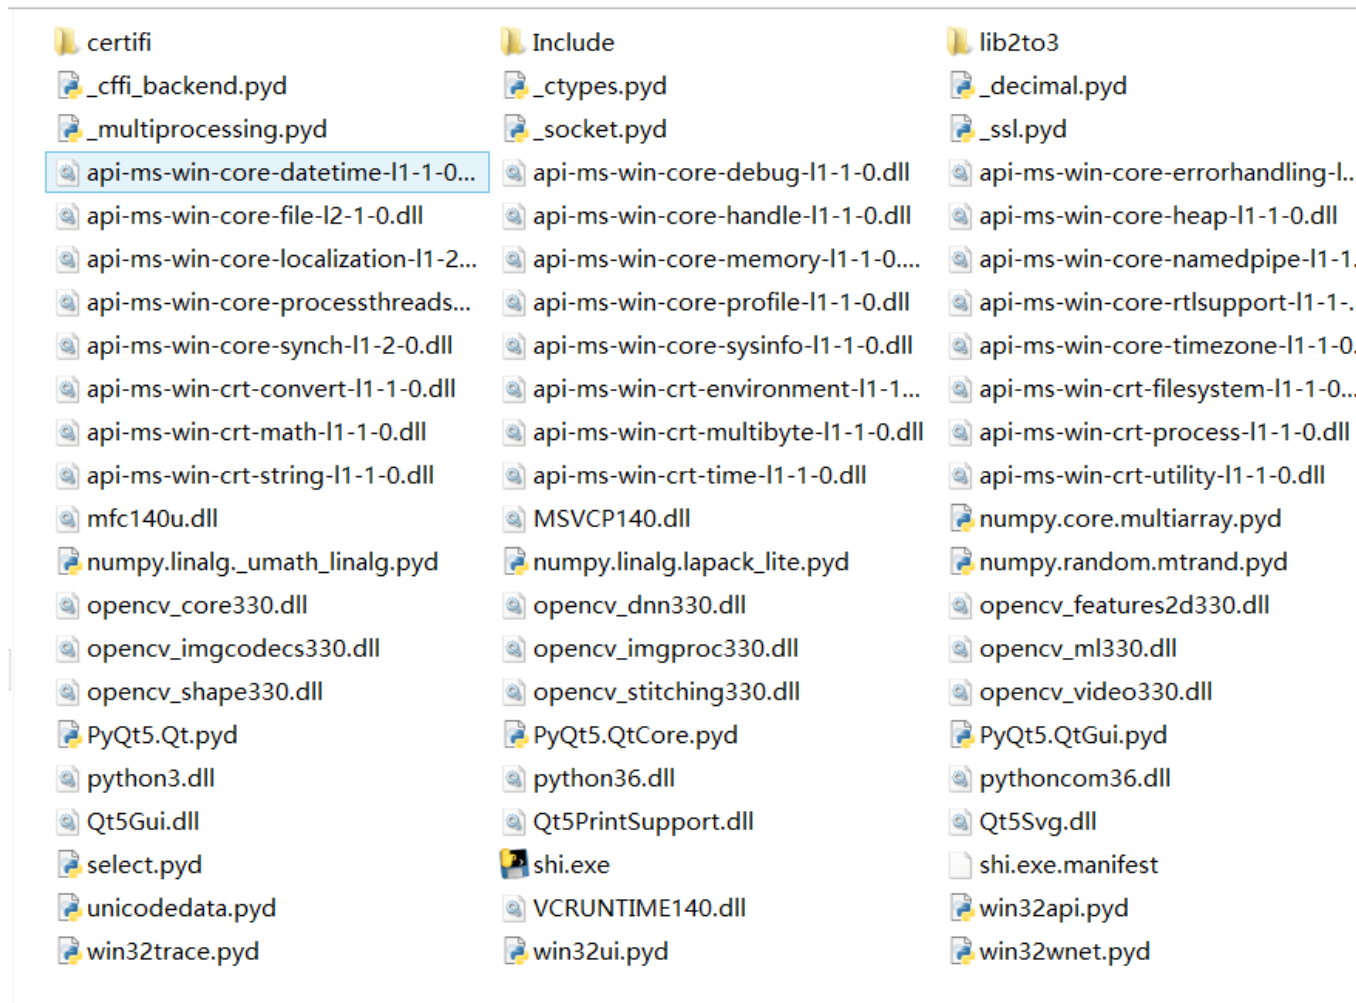 certifi Include lib2to3
_cffi_backend.pyd _ctypes.pyd _decimal.pyd
_multiprocessing.pyd _socket.pyd _ssl.pyd
api-ms-win-core-datetime-l1-1-0... api-ms-win-core-debug-l1-1-0.dll api-ms-win-core-errorhandling-l...
api-ms-win-core-file-l2-1-0.dll api-ms-win-core-handle-l1-1-0.dll api-ms-win-core-heap-l1-1-0.dll
api-ms-win-core-localization-l1-2... api-ms-win-core-memory-l1-1-0.... api-ms-win-core-namedpipe-l1-1.
api-ms-win-core-processthreads... api-ms-win-core-profile-l1-1-0.dll api-ms-win-core-rtlsupport-l1-1-.
api-ms-win-core-synch-l1-2-0.dll api-ms-win-core-sysinfo-l1-1-0.dll api-ms-win-core-timezone-l1-1-0.
api-ms-win-crt-convert-l1-1-0.dll api-ms-win-crt-environment-l1-1... api-ms-win-crt-filesystem-l1-1-0...
api-ms-win-crt-math-l1-1-0.dll api-ms-win-crt-multibyte-l1-1-0.dll api-ms-win-crt-process-l1-1-0.dll
api-ms-win-crt-string-l1-1-0.dll api-ms-win-crt-time-l1-1-0.dll api-ms-win-crt-utility-l1-1-0.dll
mfc140u.dll MSVCP140.dll numpy.core.multiarray.pyd
numpy.linalg._umath_linalg.pyd numpy.linalg.lapack_lite.pyd numpy.random.mtrand.pyd
opencv_core330.dll opencv_dnn330.dll opencv_features2d330.dll
opencv_imgcodecs330.dll opencv_imgproc330.dll opencv_ml330.dll
opencv_shape330.dll opencv_stitching330.dll opencv_video330.dll
PyQt5.Qt.pyd PyQt5.QtCore.pyd PyQt5.QtGui.pyd
python3.dll python36.dll pythoncom36.dll
Qt5Gui.dll Qt5PrintSupport.dll Qt5Svg.dll
select.pyd shi.exe shi.exe.manifest
unicodedata.pyd VCRUNTIME140.dll win32api.pyd
win32trace.pyd win32ui.pyd win32wnet.pyd